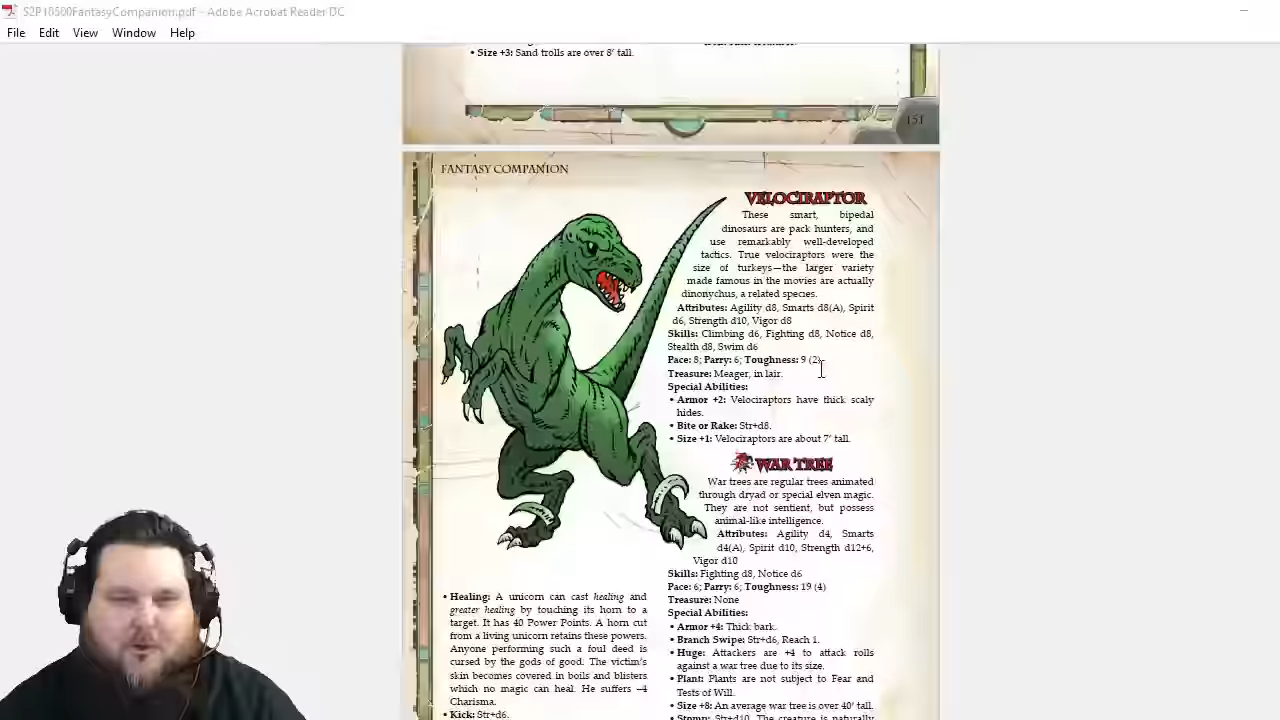 S2P10500FantasyCompanion.pdf - Adobe Acrobat Reader DC
File Edit View Window Help
• Size +3: Sand trolls are over 8' tall.
151
FANTASY COMPANION
VELOCIRAPTOR
These smart, bipedal
dinosaurs are pack hunters, and
use remarkably well-developed
tactics. True velociraptors were the
size of turkeys—the larger variety
made famous in the movies are actually
dinonychus, a related species.
Attributes: Agility d8, Smarts d8(A), Spirit
d6, Strength d10, Vigor d8
Skills: Climbing d6, Fighting d8, Notice d8,
Stealth d8, Swim d6
Pace: 8; Parry: 6; Toughness: 9 (2)
Treasure: Meager, in lair.
Special Abilities:
• Armor +2: Velociraptors have thick scaly
hides.
• Bite or Rake: Str+d8.
• Size +1: Velociraptors are about 7' tall.
WAR TREE
War trees are regular trees animated
through dryad or special elven magic.
They are not sentient, but possess
animal-like intelligence.
Attributes: Agility d4, Smarts
d4(A), Spirit d10, Strength d12+6,
Vigor d10
Skills: Fighting d8, Notice d6
Pace: 6; Parry: 6; Toughness: 19 (4)
Treasure: None
Special Abilities:
• Armor +4: Thick bark.
• Branch Swipe: Str+d6, Reach 1.
• Huge: Attackers are +4 to attack rolls
against a war tree due to its size.
• Plant: Plants are not subject to Fear and
Tests of Will.
• Size +8: An average war tree is over 40' tall.
• Stomp: Str+d10. The creature is naturally
• Healing: A unicorn can cast healing and
greater healing by touching its horn to a
target. It has 40 Power Points. A horn cut
from a living unicorn retains these powers.
Anyone performing such a foul deed is
cursed by the gods of good. The victim's
skin becomes covered in boils and blisters
which no magic can heal. He suffers –4
Charisma.
• Kick: Str+d6.